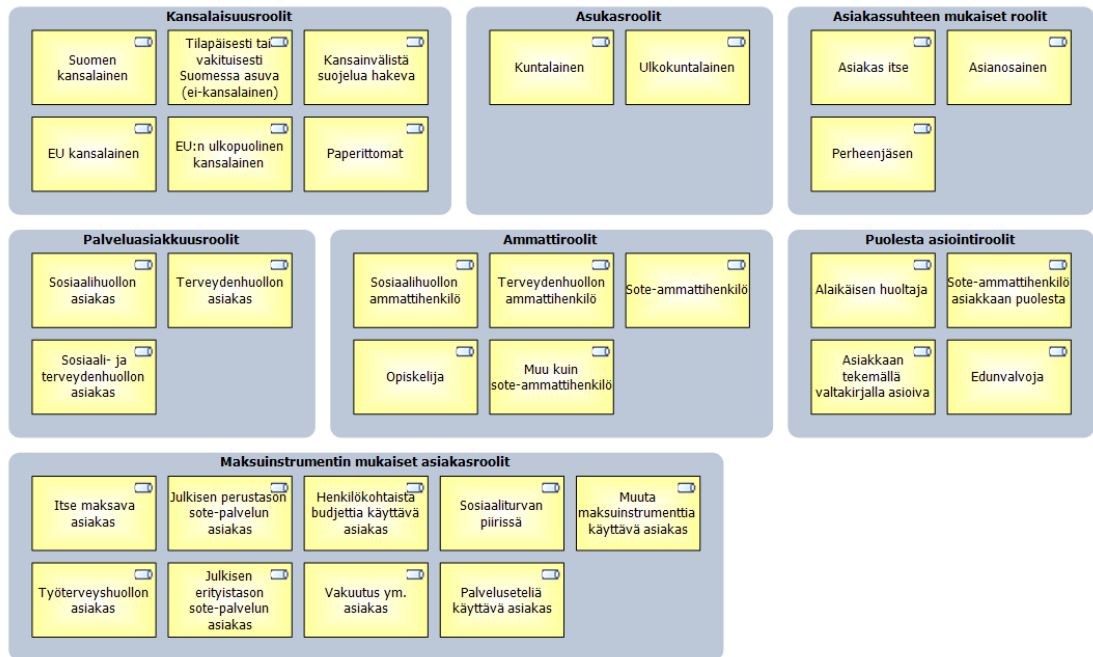 Kansalaisuusroolit
Suomen
kansalainen
Tilapäisesti tai
vakituisesti
Suomessa asuva
(ei-kansalainen)
Kansainvälistä
suojelua hakeva
EU kansalainen
EU:n ulkopuolinen
kansalainen
Paperittomat
Asukasroolit
Kuntalainen
Ulkokuntalainen
Asiakassuhteen mukaiset roolit
Asiakas itse
Asianosainen
Perheenjäsen
Palveluasiakkuusroolit
Sosiaalihuollon
asiakas
Terveydenhuollon
asiakas
Sosiaali- ja
terveydenhuollon
asiakas
Ammattiroolit
Sosiaalihuollon
ammattihenkilö
Terveydenhuollon
ammattihenkilö
Sote-ammattihenkilö
Opiskelija
Muu kuin
sote-ammattihenkilö
Puolesta asiointiroolit
Alaikäisen huoltaja
Sote-ammattihenkilö
asiakkaan puolesta
Asiakkaan
tekemällä
valtakirjalla asioiva
Edunvalvoja
Maksuinstrumentin mukaiset asiakasroolit
Itse maksava
asiakas
Julkisen perustason
sote-palvelun
asiakas
Henkilökohtaista
budjettia käyttävä
asiakas
Sosiaaliturvan
piirissä
Muuta
maksuinstrumenttia
käyttävä asiakas
Työterveyshuollon
asiakas
Julkisen
erityistason
sote-palvelun
asiakas
Vakuutus ym.
asiakas
Palveluseteliä
käyttävä asiakas